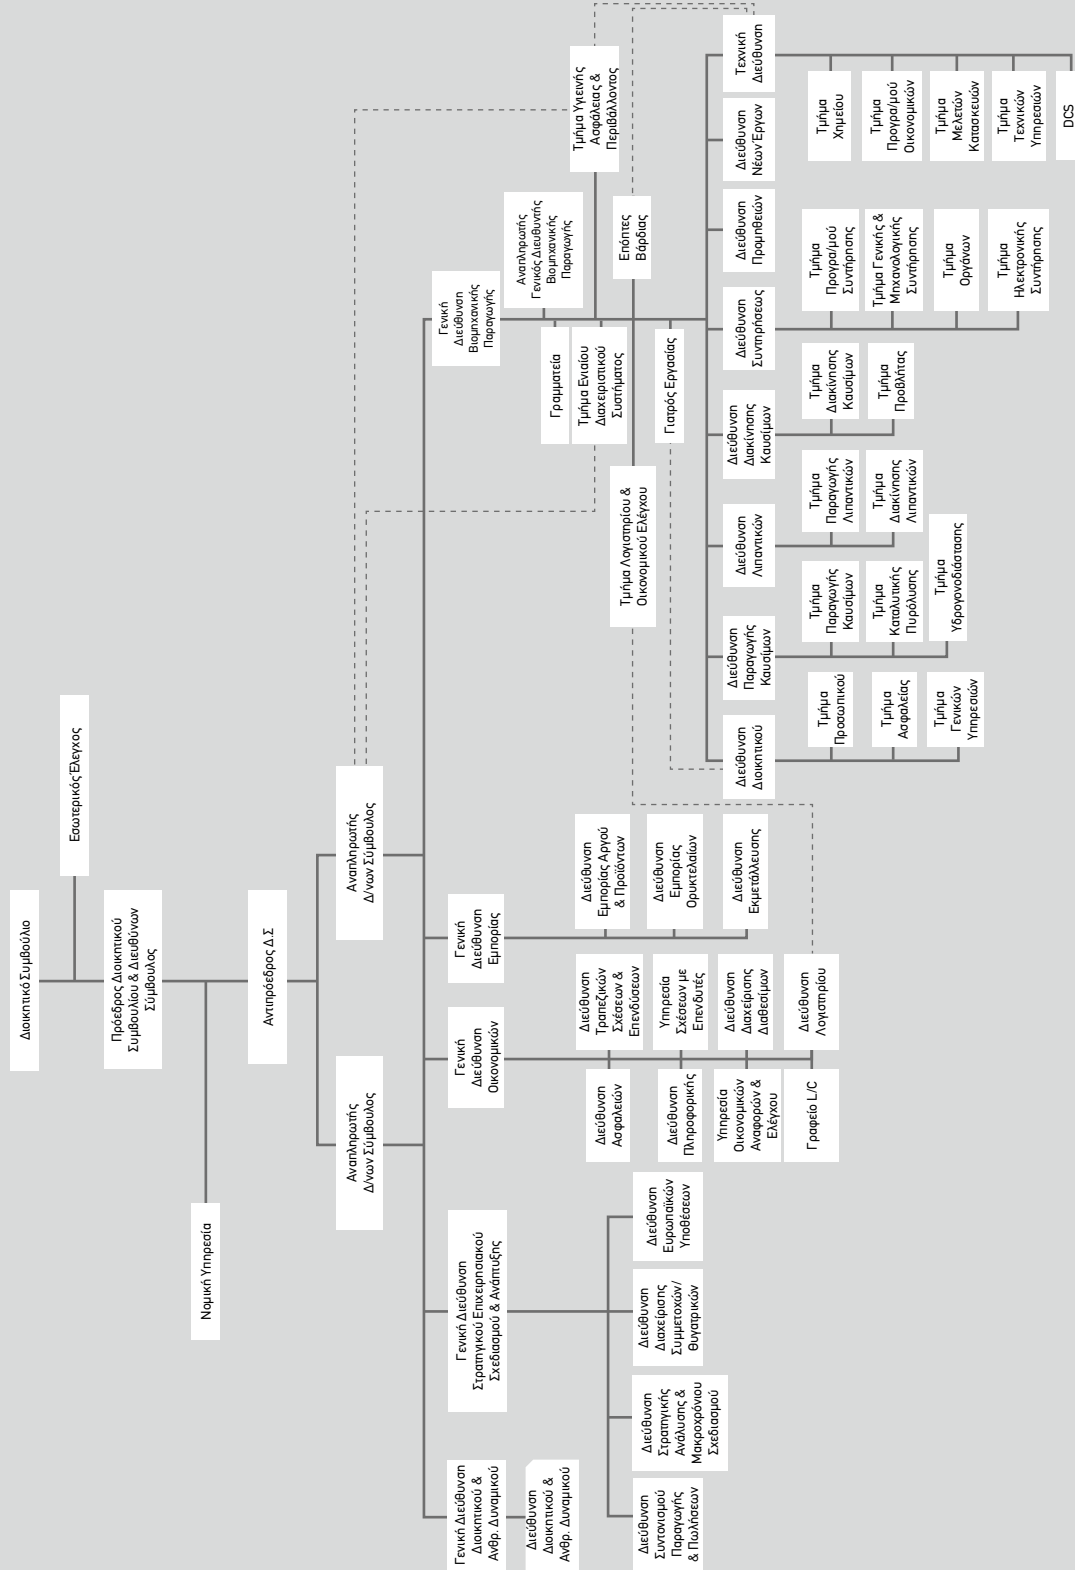 Διοικητικό Συμβούλιο
Εσωτερικός Έλεγχος
Πρόεδρος Διοικητικού
Συμβουλίου & Διευθύνων
Σύμβουλος
Νομική Υπηρεσία
Αντιπρόεδρος Δ.Σ
Αναπληρωτής
Δ/νων Σύμβουλος
Αναπληρωτής
Δ/νων Σύμβουλος
Γενική Διεύθυνση
Διοικητικού &
Ανθρ. Δυναμικού
Διεύθυνση
Διοικητικού &
Ανθρ. Δυναμικού
Γενική Διεύθυνση
Στρατηγικού Επιχειρησιακού
Σχεδιασμού & Ανάπτυξης
Διεύθυνση
Συντονισμού
Παραγωγής
& Πωλήσεων
Διεύθυνση
Στρατηγικής
Ανάλυσης &
Μακροχρόνιου
Σχεδιασμού
Διεύθυνση
Διαχείρισης
Συμμετοχών/
Θυγατρικών
Διεύθυνση
Ευρωπαϊκών
Υποθέσεων
Γενική
Διεύθυνση
Οικονομικών
Διεύθυνση
Ασφαλειών
Διεύθυνση
Τραπεζικών
Σχέσεων &
Επενδύσεων
Διεύθυνση
Πληροφορικής
Υπηρεσία
Σχέσεων με
Επενδυτές
Υπηρεσία
Οικονομικών
Αναφορών &
Ελέγχου
Διεύθυνση
Διαχείρισης
Διαθεσίμων
Γραφείο L/C
Διεύθυνση
Λογιστηρίου
Γενική
Διεύθυνση
Εμπορίας
Διεύθυνση
Εμπορίας Αργού
& Προϊόντων
Διεύθυνση
Εμπορίας
Ορυκτελαίων
Διεύθυνση
Εκμετάλλευσης
Γενική
Διεύθυνση
Βιομηχανικής
Παραγωγής
Αναπληρωτής
Γενικός Διευθυντής
Βιομηχανικής
Παραγωγής
Γραμματεία
Τμήμα Ενιαίου
Διαχειριστικού
Συστήματος
Τμήμα Υγιεινής
Ασφάλειας &
Περιβάλλοντος
Τμήμα Λογιστηρίου &
Οικονομικού Ελέγχου
Επόπτες
Βάρδιας
Γιατρός Εργασίας
Διεύθυνση
Διοικητικού
Τμήμα
Προσωπικού
Τμήμα
Ασφαλείας
Τμήμα
Γενικών
Υπηρεσιών
Διεύθυνση
Παραγωγής
Καυσίμων
Τμήμα
Παραγωγής
Καυσίμων
Τμήμα
Καταλυτικής
Πυρόλυσης
Τμήμα
Υδρογονοδιάστασης
Διεύθυνση
Λιπαντικών
Τμήμα
Παραγωγής
Λιπαντικών
Τμήμα
Διακίνησης
Λιπαντικών
Διεύθυνση
Διακίνησης
Καυσίμων
Τμήμα
Διακίνησης
Καυσίμων
Τμήμα
Προβλήτας
Διεύθυνση
Συντηρήσεως
Τμήμα
Προγρα/μού
Συντήρησης
Τμήμα Γενικής &
Μηχανολογικής
Συντήρησης
Τμήμα
Οργάνων
Τμήμα
Ηλεκτρονικής
Συντήρησης
Διεύθυνση
Προμηθειών
Διεύθυνση
Νέων Έργων
Τεχνική
Διεύθυνση
Τμήμα
Χημείου
Τμήμα
Προγρα/μού
Οικονομικών
Τμήμα
Μελετών
Κατασκευών
Τμήμα
Τεχνικών
Υπηρεσιών
DCS